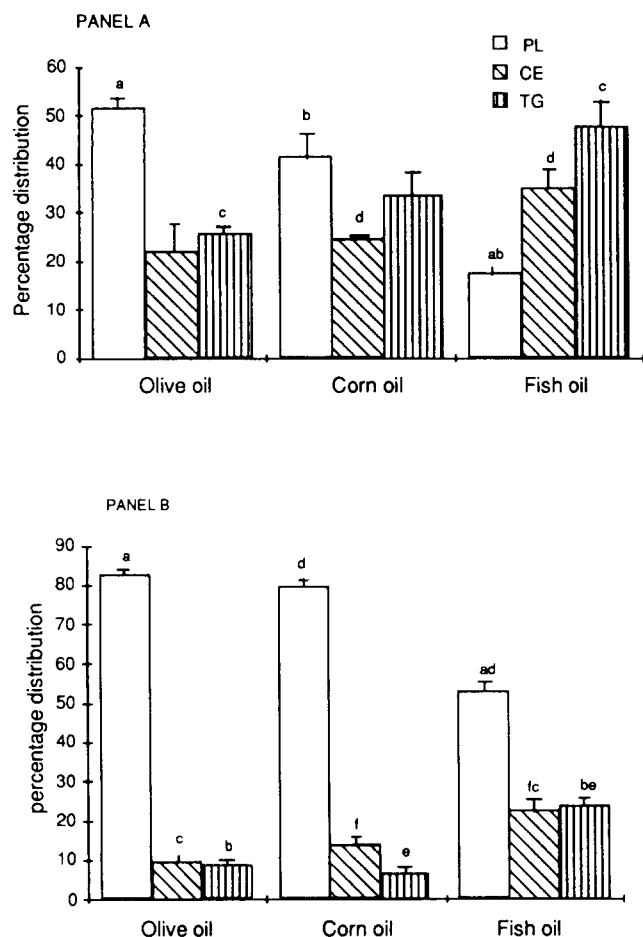 PANEL A
PL
CE
TG
Percentage distribution
60
50
40
30
20
10
0
a
c
b
d
ab
d
c
Olive oil
Corn oil
Fish oil
PANEL B
percentage distribution
90
80
70
60
50
40
30
20
10
0
a
c
b
d
f
e
ad
fc
be
Olive oil
Corn oil
Fish oil